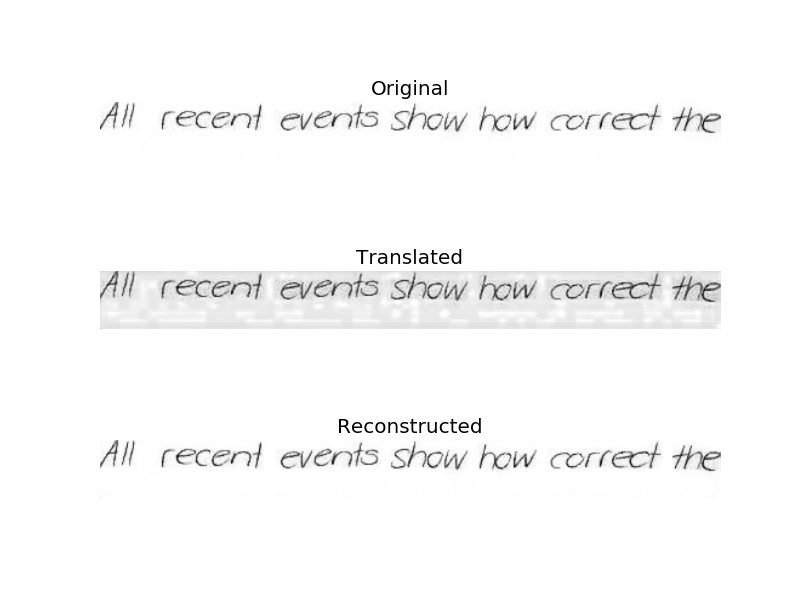 Original
All recent events show how correct the
Translated
All recent events show how correct the
Reconstructed
All recent events show how correct the